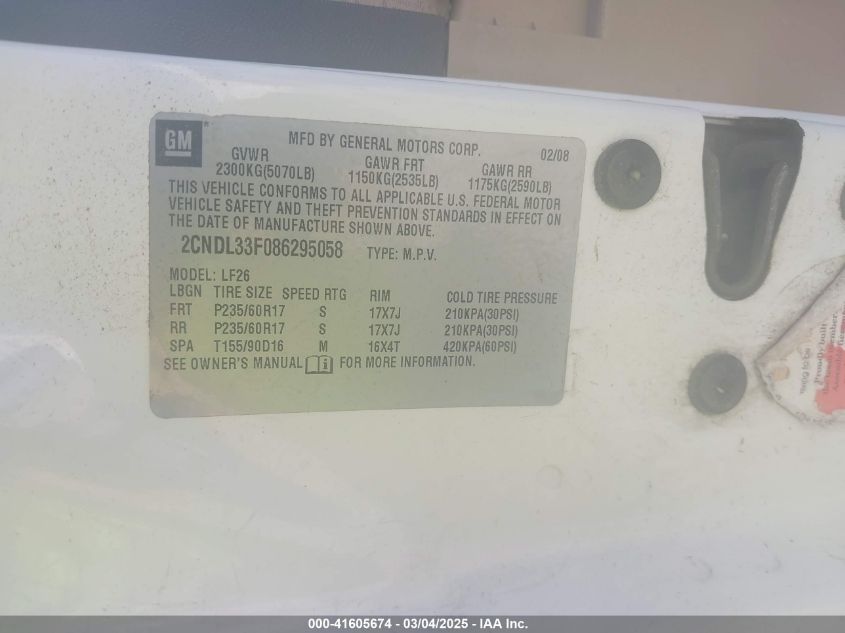 GM
MFD BY GENERAL MOTORS CORP. 02/08
GVWR GAWR FRT GAWR RR
2300KG(5070LB) 1150KG(2535LB) 1175KG(2590LB)
THIS VEHICLE CONFORMS TO ALL APPLICABLE U.S. FEDERAL MOTOR
VEHICLE SAFETY AND THEFT PREVENTION STANDARDS IN EFFECT ON
THE DATE OF MANUFACTURE SHOWN ABOVE.
2CNDL33F086295058 TYPE: M.P.V.
MODEL: LF26
LBGN TIRE SIZE SPEED RTG RIM COLD TIRE PRESSURE
FRT P235/60R17 S 17X7J 210KPA(30PSI)
RR P235/60R17 S 17X7J 210KPA(30PSI)
SPA T155/90D16 M 16X4T 420KPA(60PSI)
SEE OWNER'S MANUAL FOR MORE INFORMATION.
Proudly built
000-41605674 - 03/04/2025 - IAA Inc.